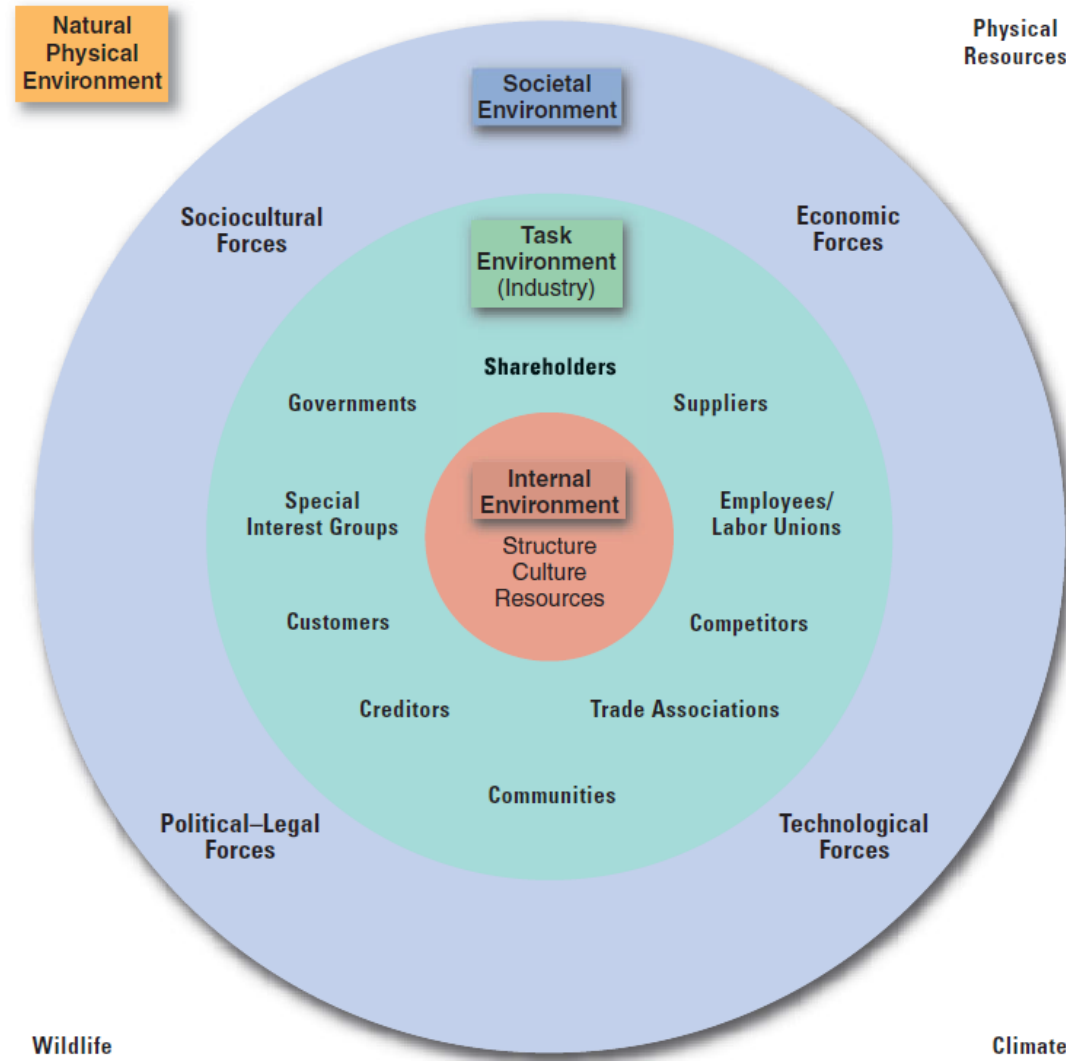 Natural
Physical
Environment
Physical
Resources
Societal
Environment
Sociocultural
Forces
Economic
Forces
Task
Environment
(Industry)
Shareholders
Governments
Suppliers
Special
Interest Groups
Internal
Environment
Structure
Culture
Resources
Employees/
Labor Unions
Customers
Competitors
Creditors
Trade Associations
Communities
Political–Legal
Forces
Technological
Forces
Wildlife
Climate